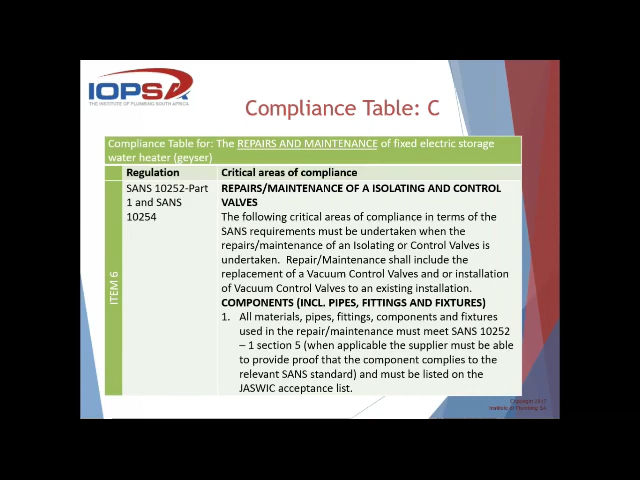 IOPSA
THE INSTITUTE OF PLUMBING SOUTH AFRICA
Compliance Table: C
Compliance Table for: The REPAIRS AND MAINTENANCE of fixed electric storage
water heater (geyser)
Regulation
Critical areas of compliance
ITEM 6
SANS 10252-Part
1 and SANS
10254
REPAIRS/MAINTENANCE OF A ISOLATING AND CONTROL
VALVES
The following critical areas of compliance in terms of the
SANS requirements must be undertaken when the
repairs/maintenance of an Isolating or Control Valves is
undertaken. Repair/Maintenance shall include the
replacement of a Vacuum Control Valves and or installation
of Vacuum Control Valves to an existing installation.
COMPONENTS (INCL. PIPES, FITTINGS AND FIXTURES)
1. All materials, pipes, fittings, components and fixtures
used in the repair/maintenance must meet SANS 10252
– 1 section 5 (when applicable the supplier must be able
to provide proof that the component complies to the
relevant SANS standard) and must be listed on the
JASWIC acceptance list.
Copyright 2017
Institute of Plumbing SA